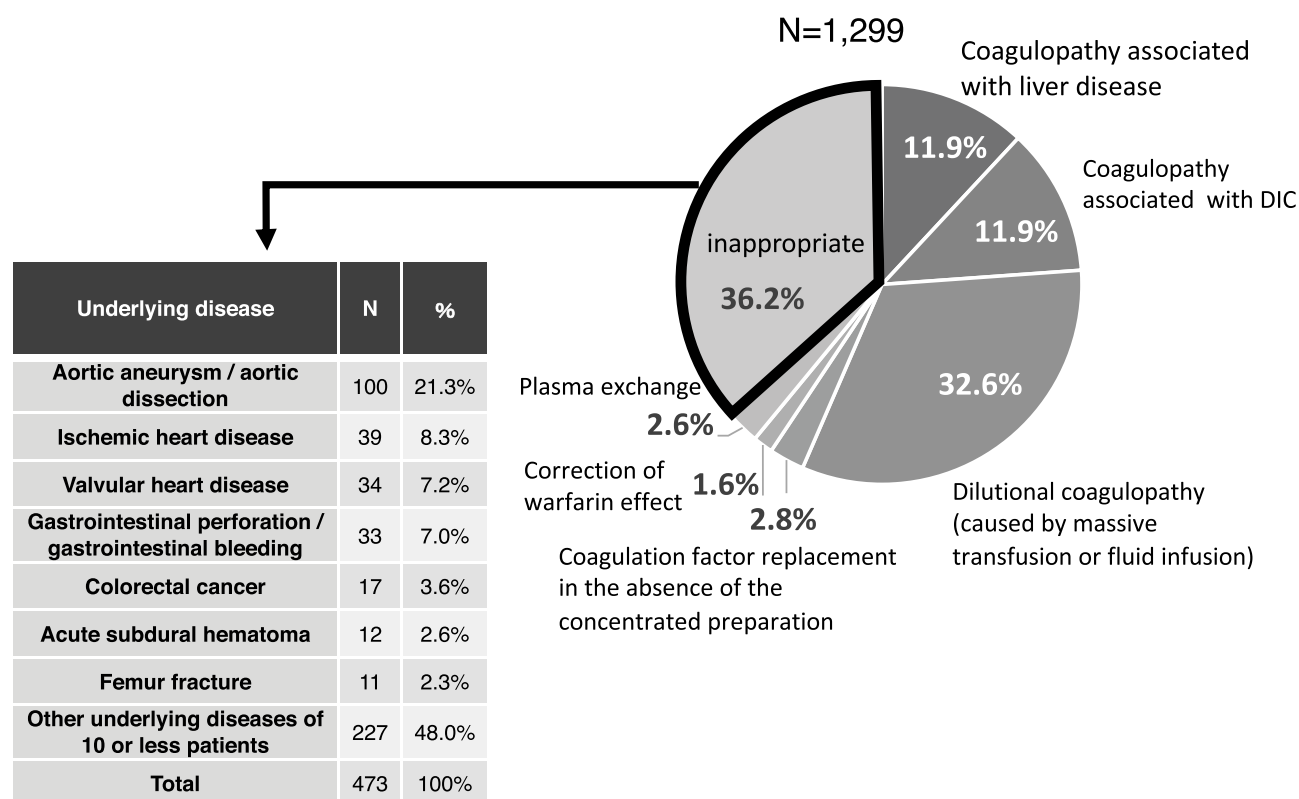 N=1,299
Coagulopathy associated
with liver disease
11.9%
Coagulopathy
associated with DIC
11.9%
inappropriate
36.2%
32.6%
Dilutional coagulopathy
(caused by massive
transfusion or fluid infusion)
Plasma exchange
2.6%
Correction of
warfarin effect
1.6%
2.8%
Coagulation factor replacement
in the absence of the
concentrated preparation
Underlying disease N %
Aortic aneurysm / aortic
dissection
100 21.3%
Ischemic heart disease 39 8.3%
Valvular heart disease 34 7.2%
Gastrointestinal perforation /
gastrointestinal bleeding
33 7.0%
Colorectal cancer 17 3.6%
Acute subdural hematoma 12 2.6%
Femur fracture 11 2.3%
Other underlying diseases of
10 or less patients
227 48.0%
Total 473 100%